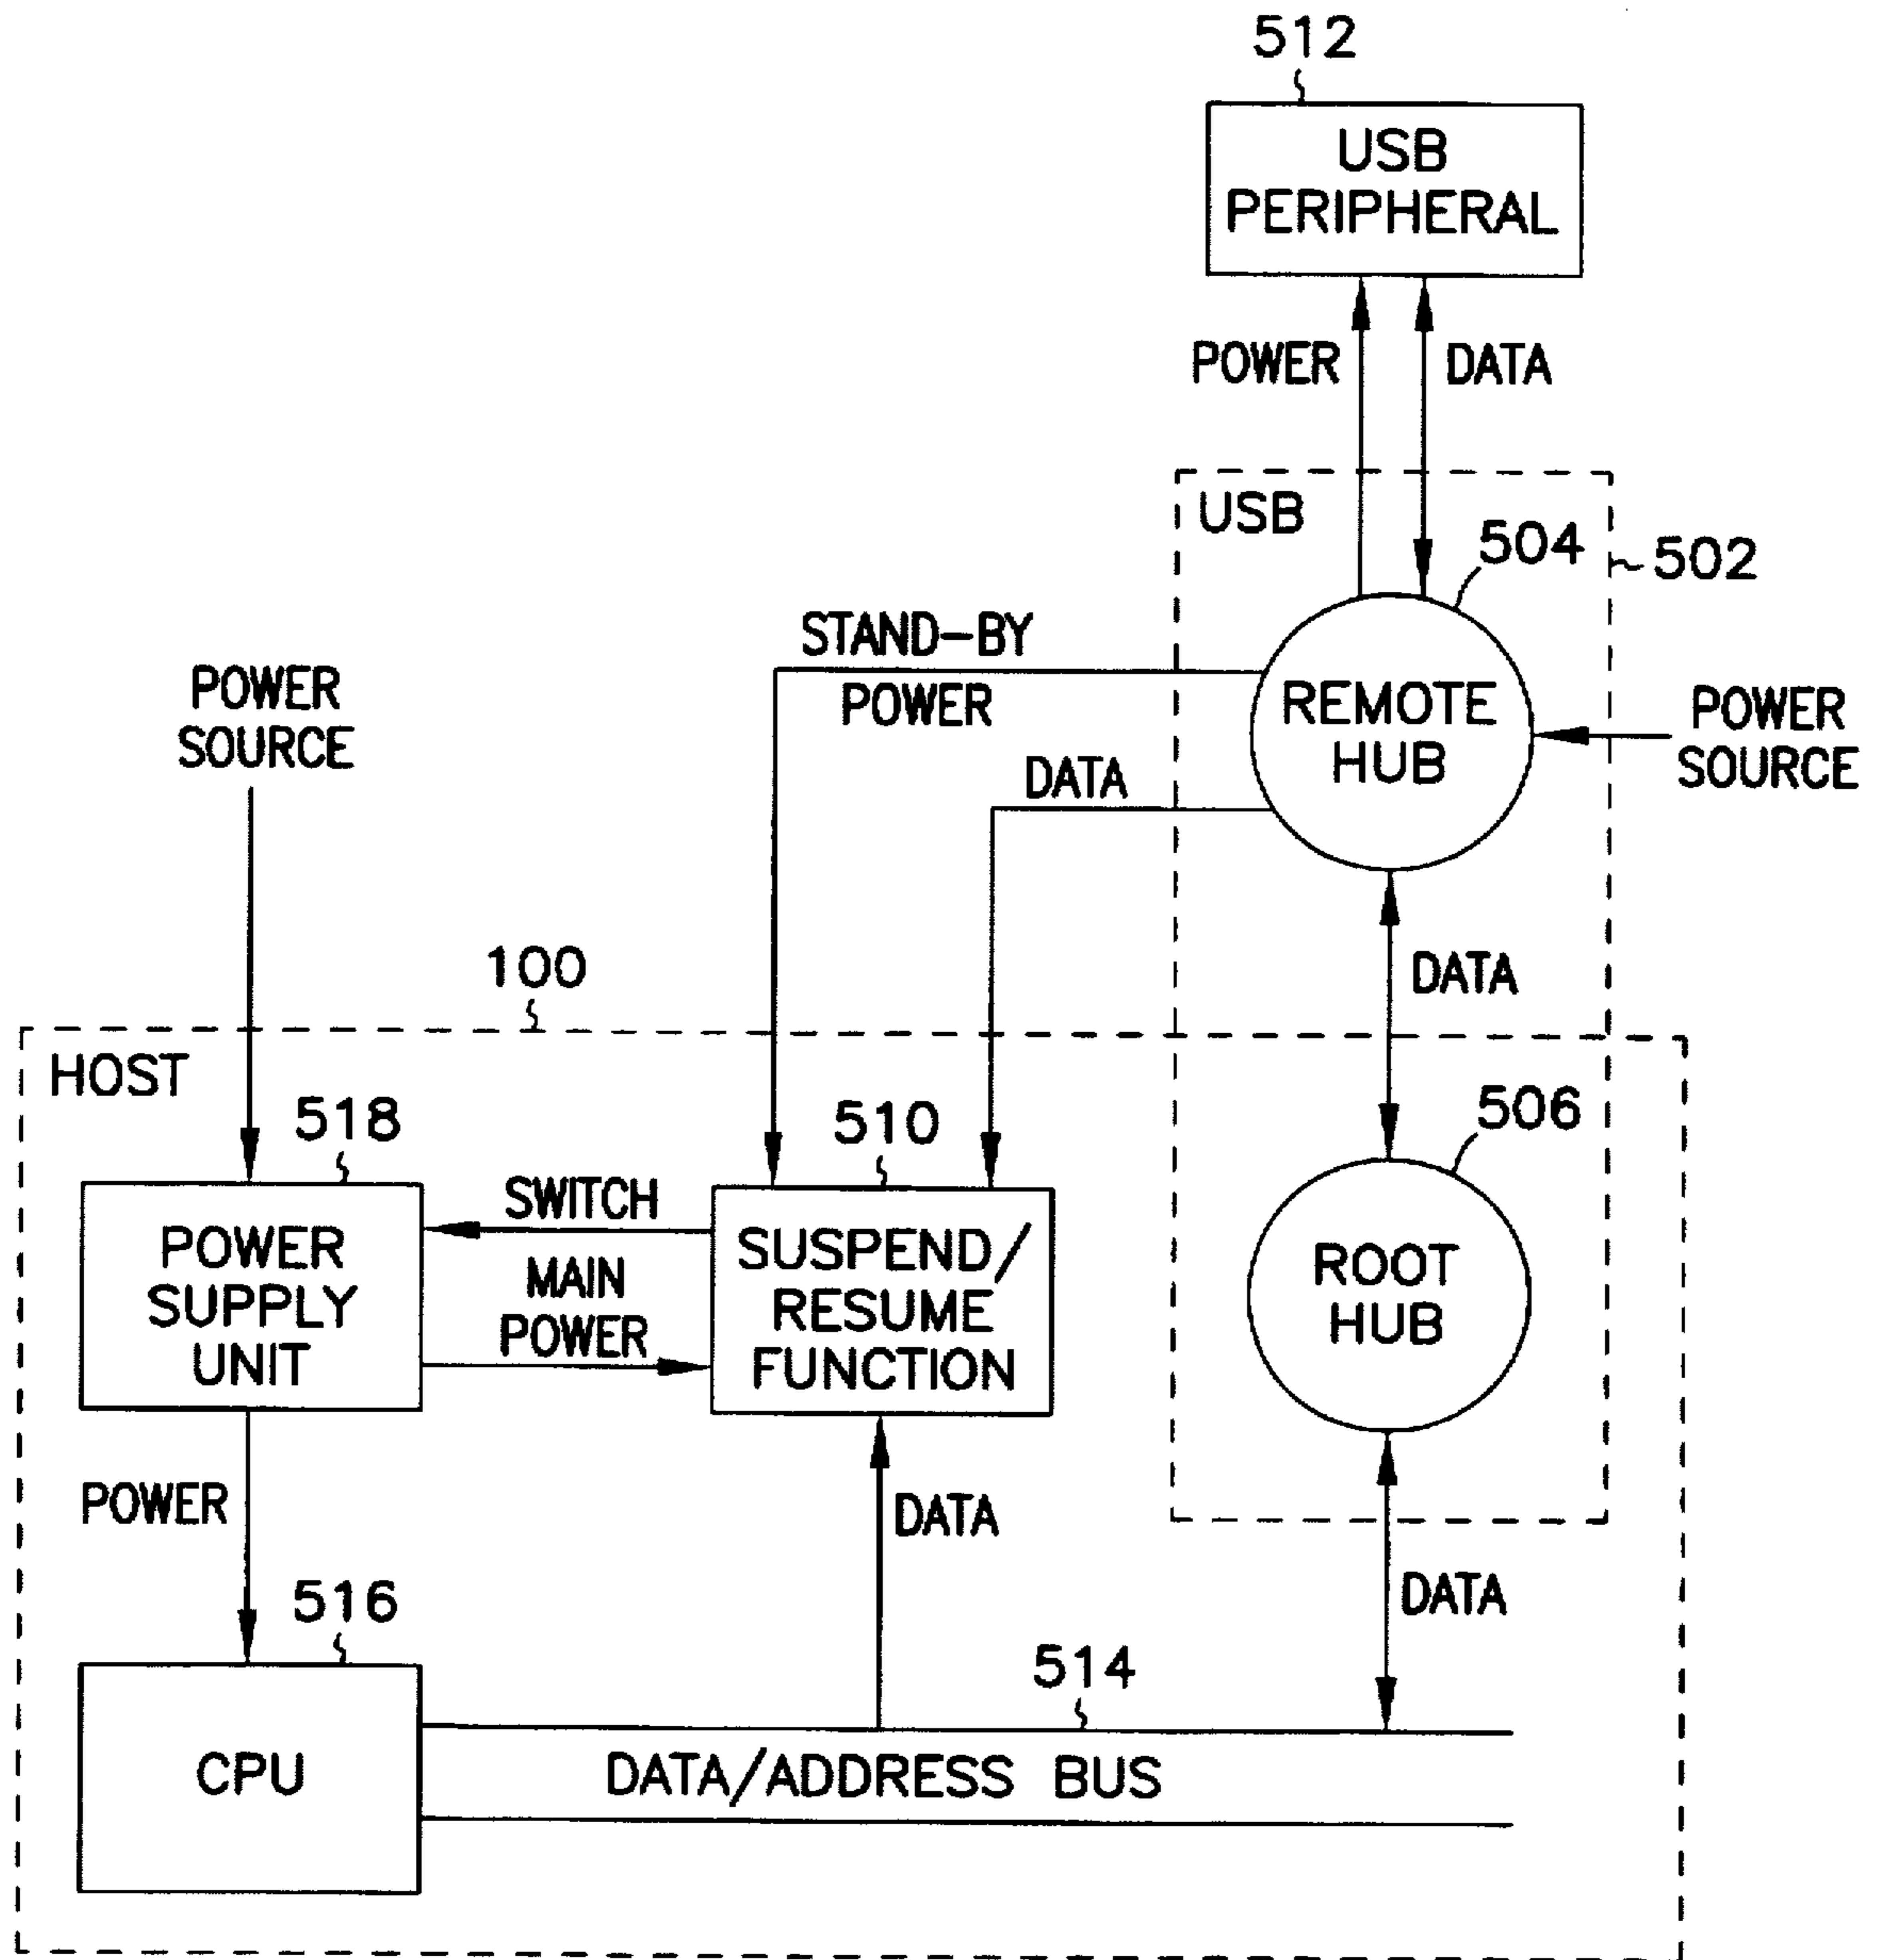 512
USB
PERIPHERAL
POWER
DATA
USB
504
502
STAND-BY
POWER
REMOTE
HUB
POWER
SOURCE
POWER
SOURCE
DATA
DATA
100
HOST
518
510
506
SWITCH
MAIN
POWER
POWER
SUPPLY
UNIT
SUSPEND/
RESUME
FUNCTION
ROOT
HUB
POWER
DATA
DATA
516
514
CPU
DATA/ADDRESS BUS